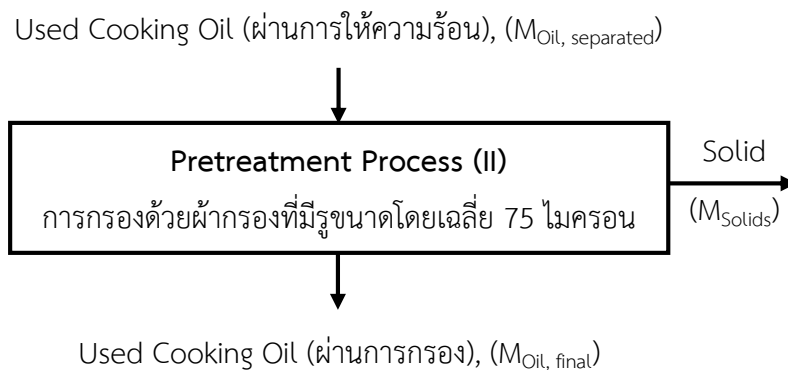 Used Cooking Oil (ผ่านการให้ความร้อน), (M_Oil, separated)
Pretreatment Process (II)
การกรองด้วยผ้ากรองที่มีรูขนาดโดยเฉลี่ย 75 ไมครอน
Solid
(M_Solids)
Used Cooking Oil (ผ่านการกรอง), (M_Oil, final)